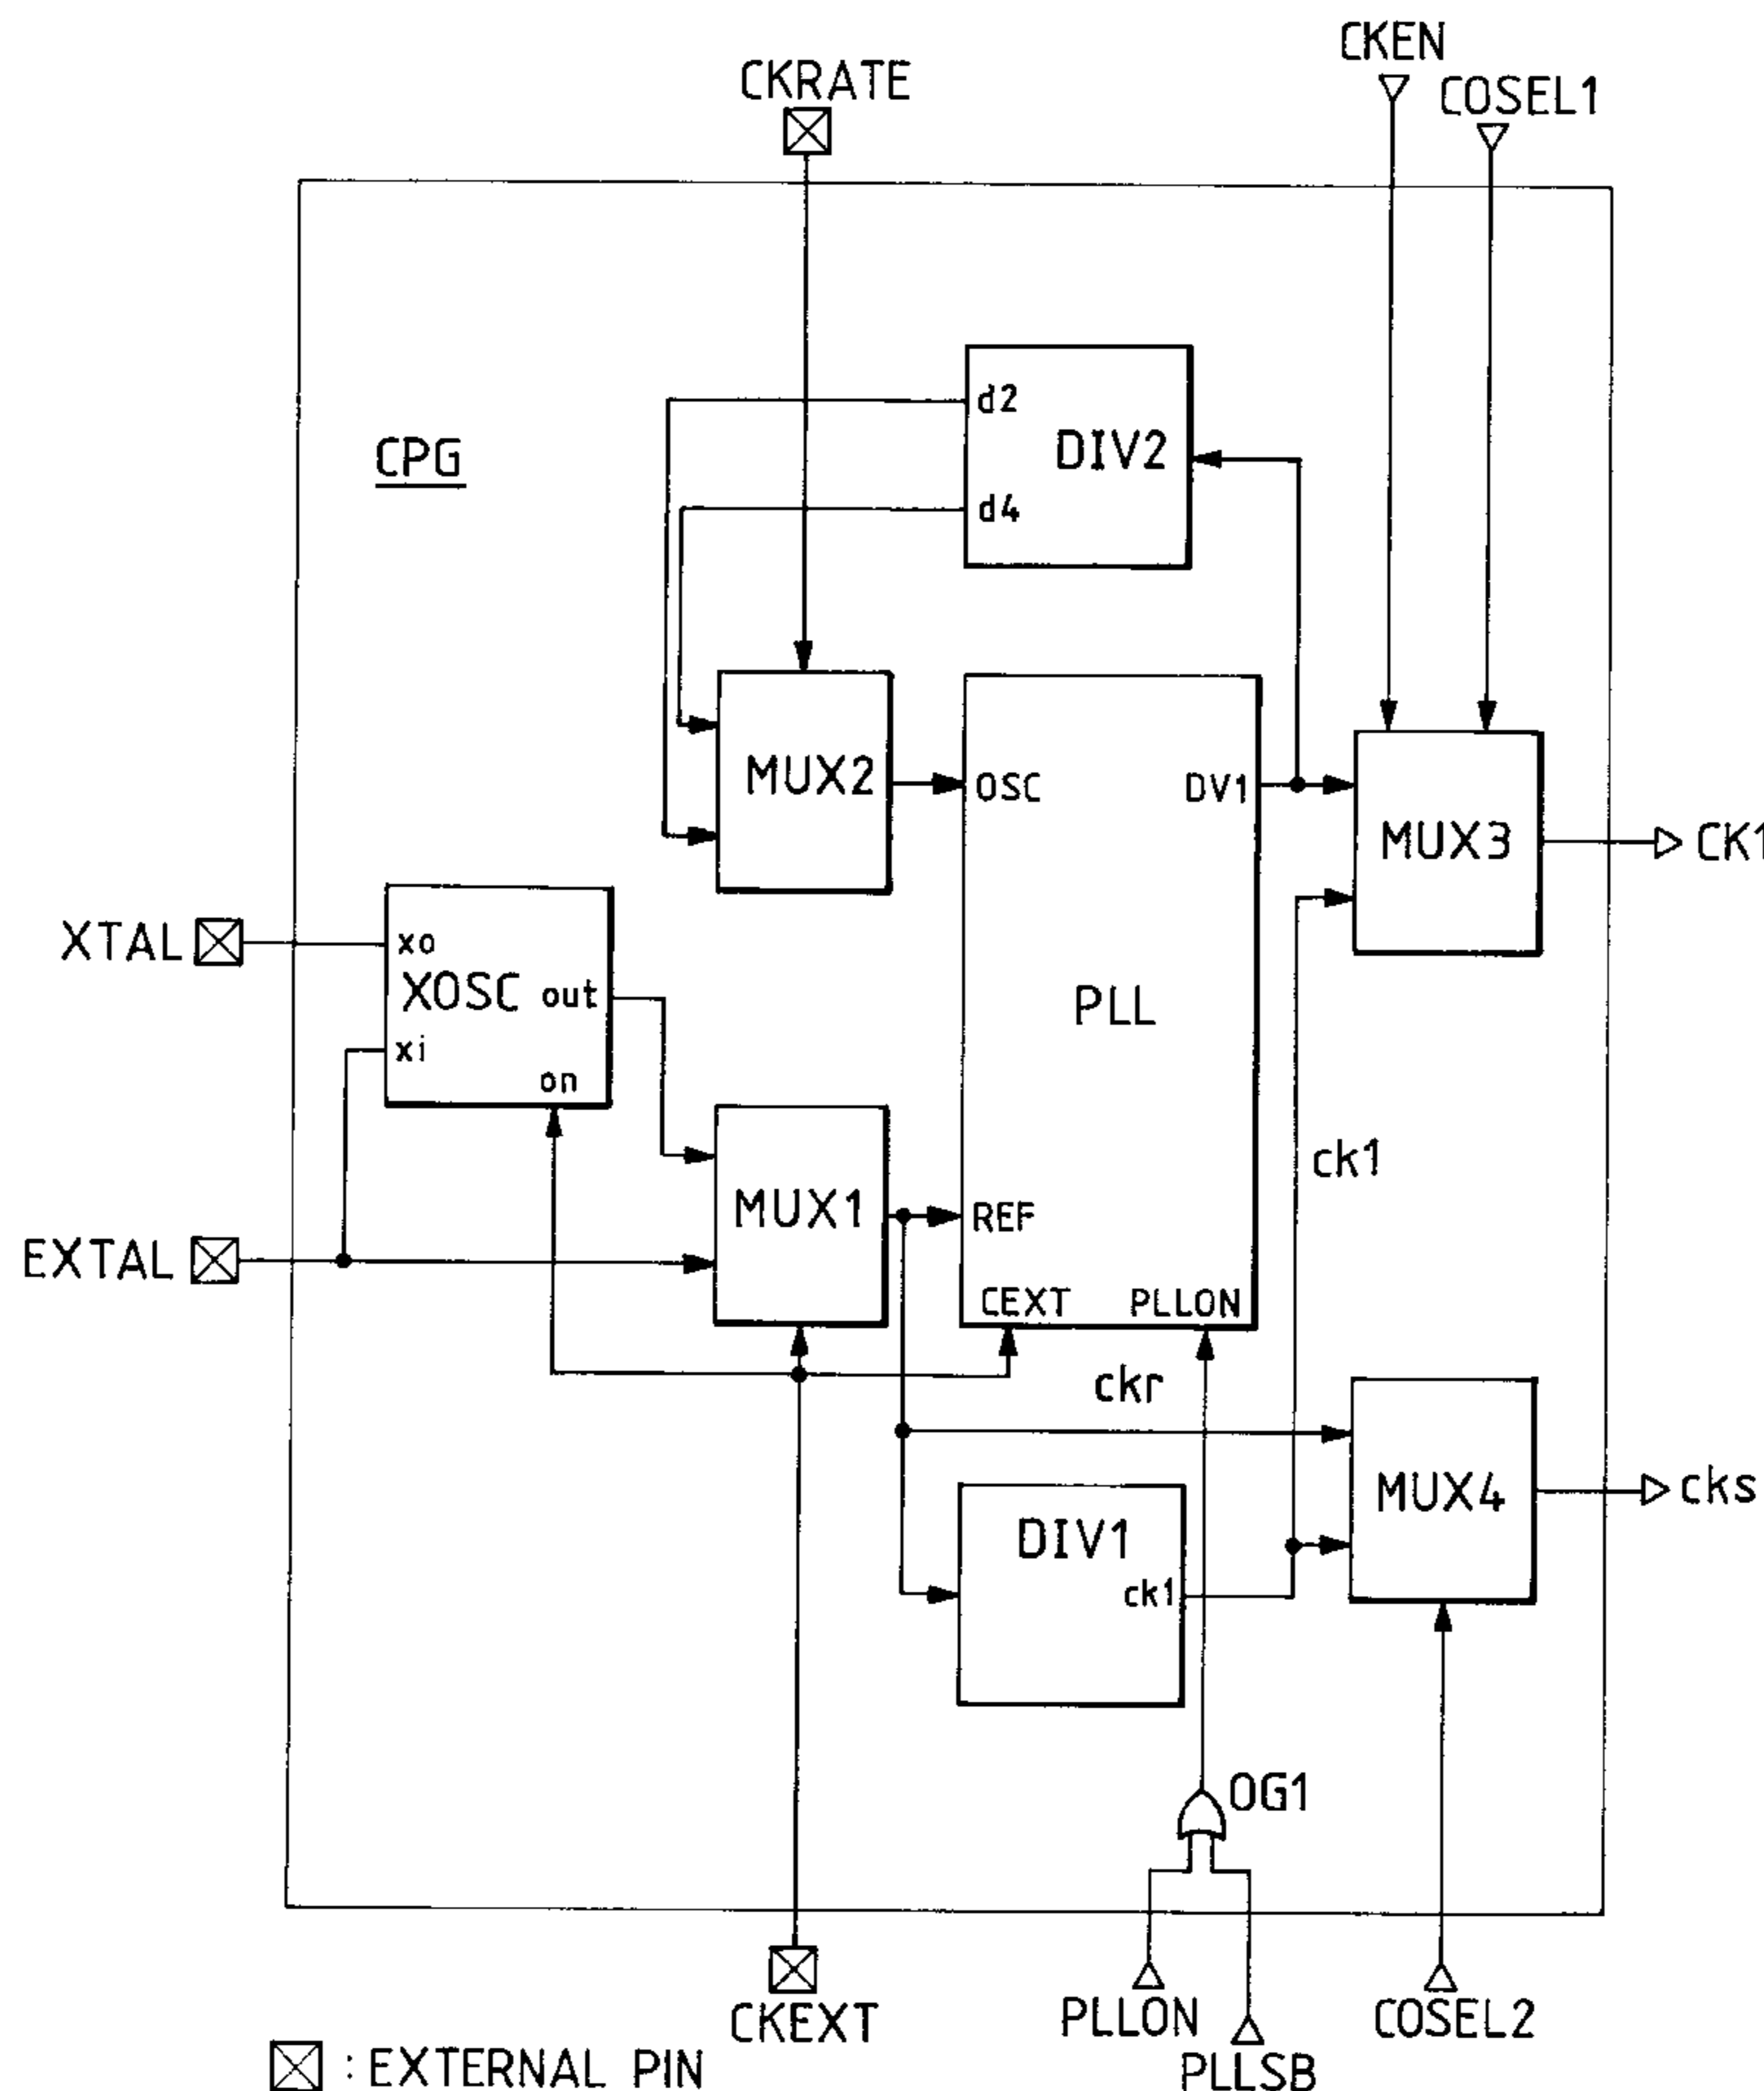 CKEN
CKRATE
COSEL1
CPG
d2
DIV2
d4
MUX2
OSC
DV1
MUX3
CK1
XTAL
xo
XOSC out
xi
on
PLL
ck1
MUX1
REF
EXTAL
CEXT PLLON
ckr
MUX4
cks
DIV1
ck1
OG1
CKEXT
PLLON
COSEL2
PLLSB
: EXTERNAL PIN